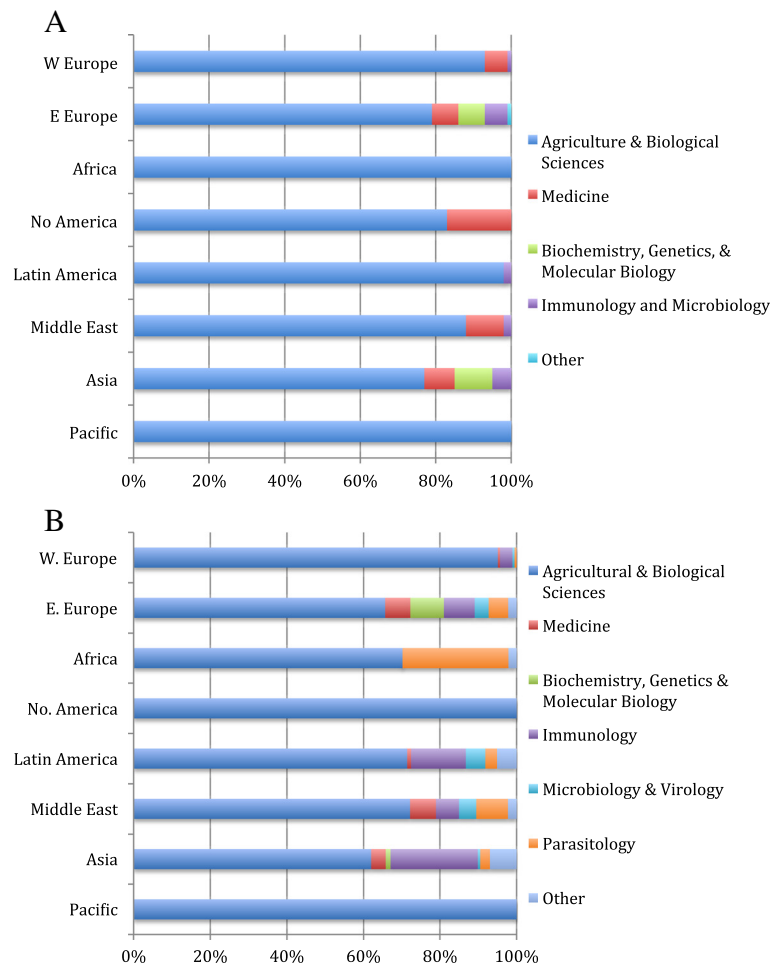 A
W Europe
E Europe
Africa
No America
Latin America
Middle East
Asia
Pacific
0% 20% 40% 60% 80% 100%
Agriculture & Biological
Sciences
Medicine
Biochemistry, Genetics, &
Molecular Biology
Immunology and Microbiology
Other
B
W. Europe
E. Europe
Africa
No. America
Latin America
Middle East
Asia
Pacific
0% 20% 40% 60% 80% 100%
Agricultural & Biological
Sciences
Medicine
Biochemistry, Genetics &
Molecular Biology
Immunology
Microbiology & Virology
Parasitology
Other